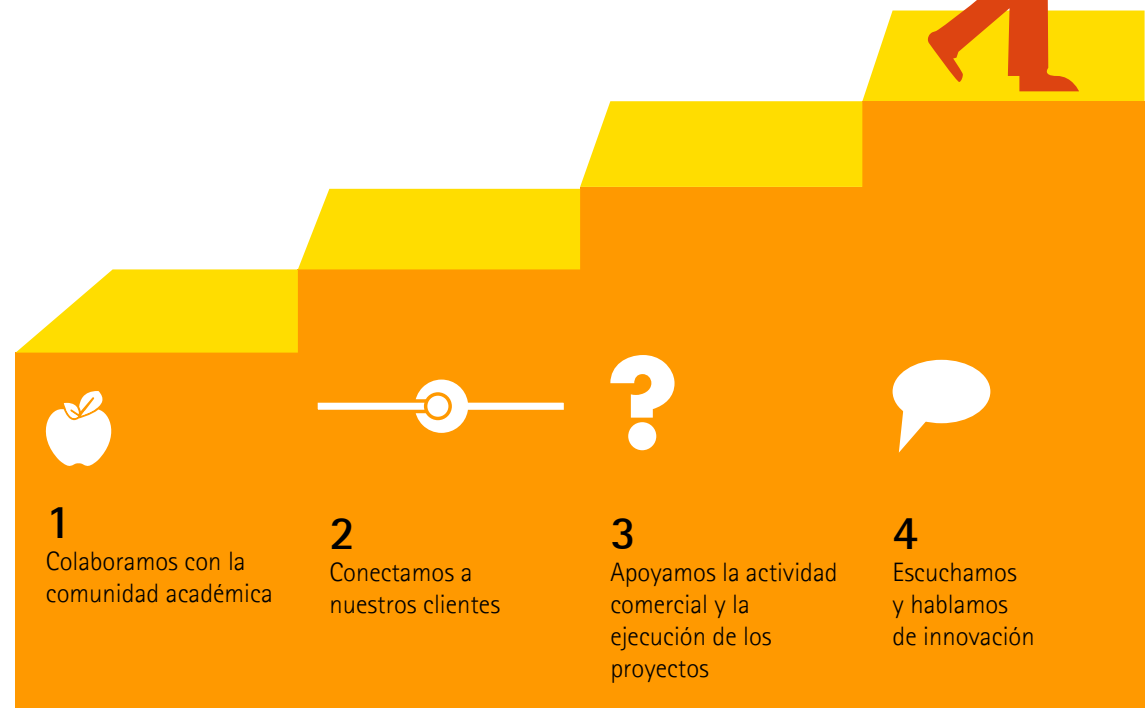 1
Colaboramos con la
comunidad académica
2
Conectamos a
nuestros clientes
3
Apoyamos la actividad
comercial y la
ejecución de los
proyectos
4
Escuchamos
y hablamos
de innovación